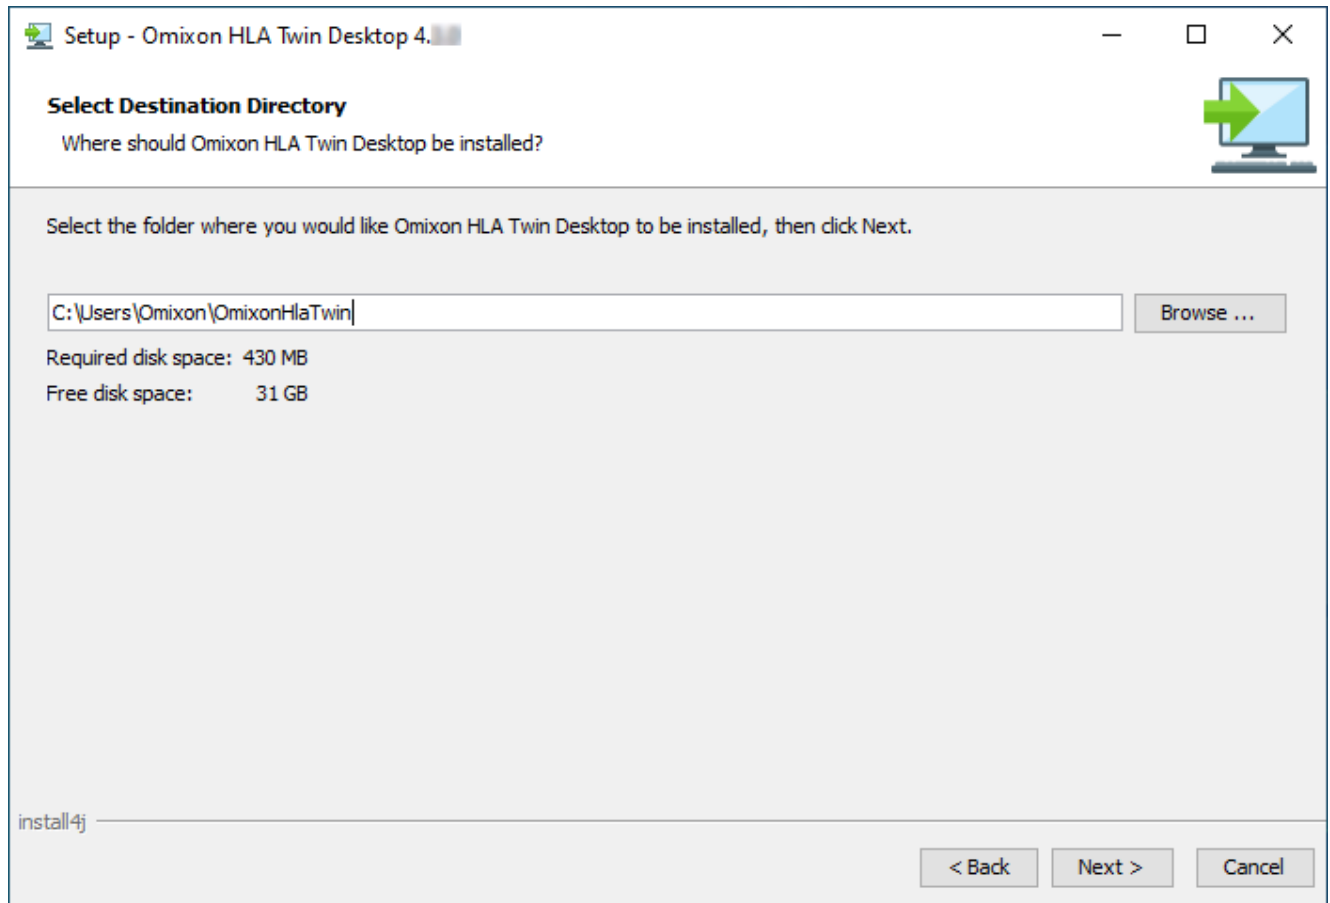 Setup - Omixon HLA Twin Desktop 4.
Select Destination Directory
Where should Omixon HLA Twin Desktop be installed?
Select the folder where you would like Omixon HLA Twin Desktop to be installed, then click Next.
C:\Users\Omixon\OmixonHlaTwin
Browse ...
Required disk space: 430 MB
Free disk space: 31 GB
install4j
< Back Next > Cancel